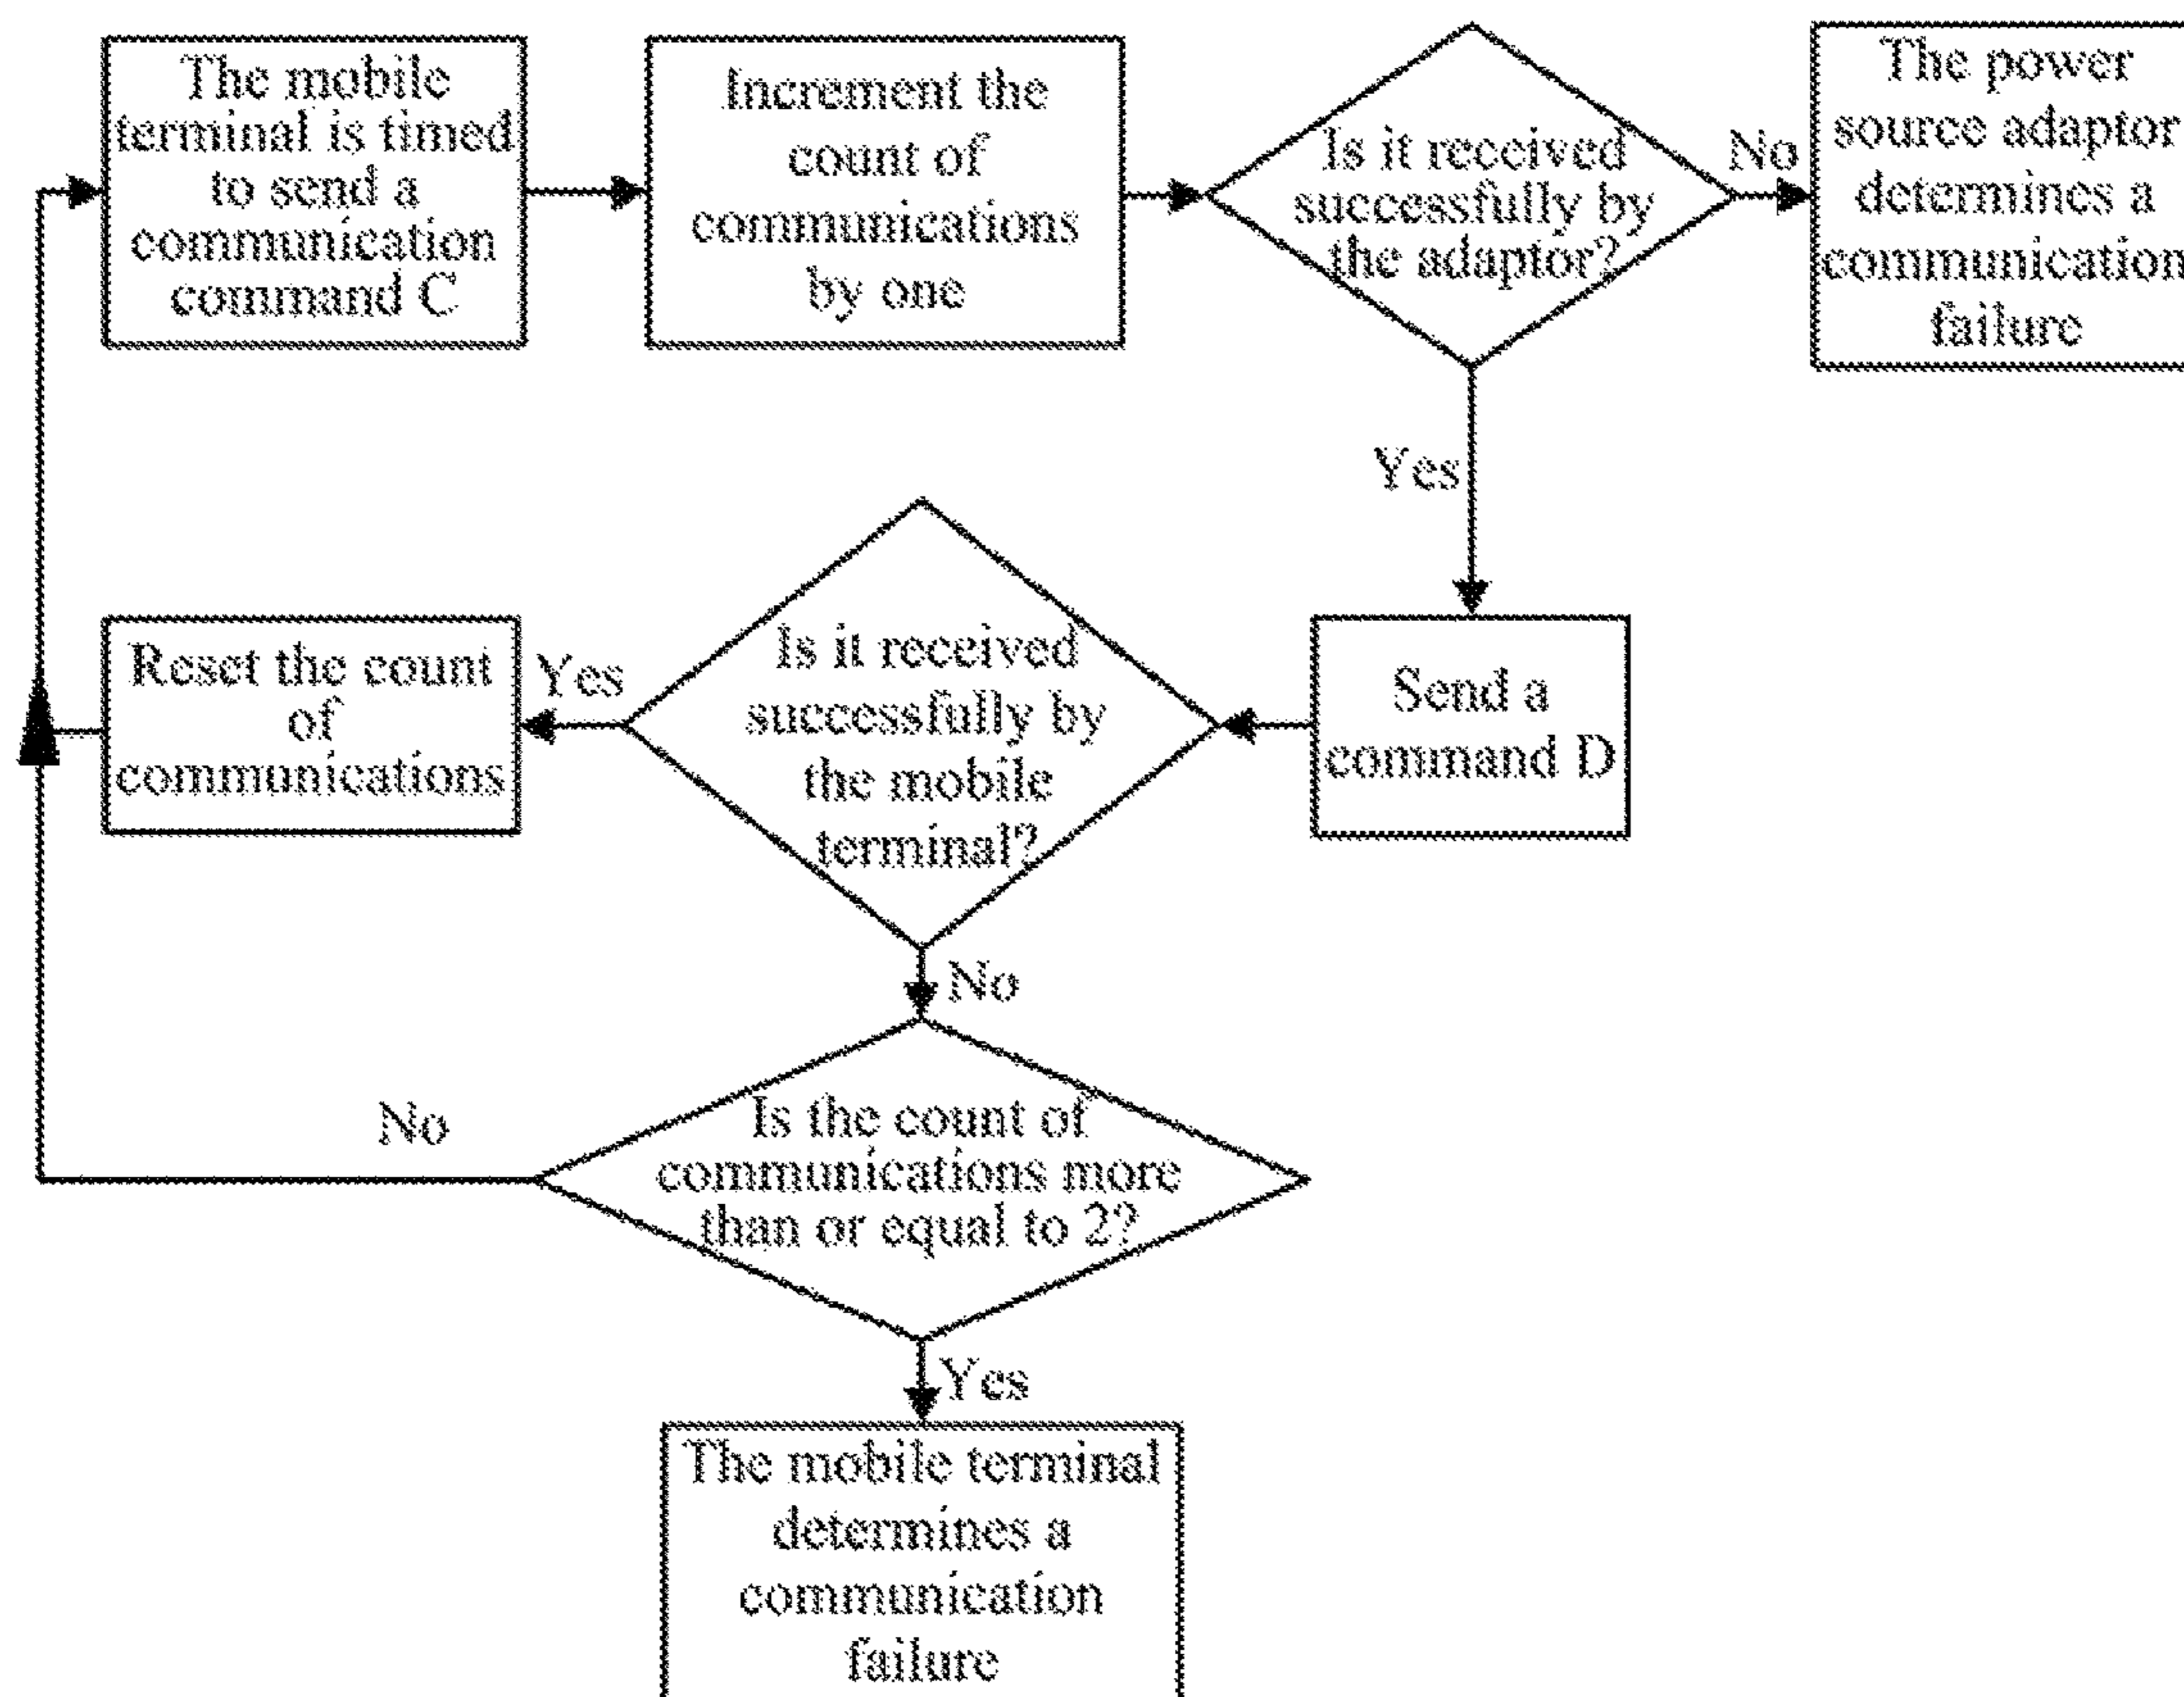 The mobile
terminal is timed
to send a
communication
command C
Increment the
count of
communications
by one
Is it received
successfully by
the adaptor?
No
The power
source adaptor
determines a
communication
failure
Yes
Send a
command D
Is it received
successfully by
the mobile
terminal?
Yes
Reset the count
of
communications
No
Is the count of
communications more
than or equal to 2?
No
Yes
The mobile terminal
determines a
communication
failure